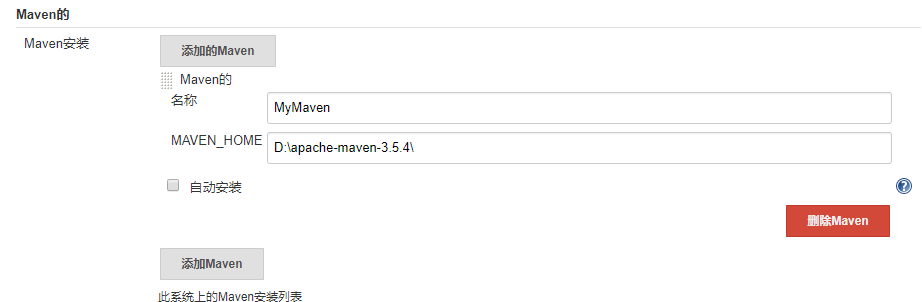 Maven的
Maven安装
添加的Maven
Maven的
名称
MyMaven
MAVEN_HOME
D:\apache-maven-3.5.4\
自动安装
?
删除Maven
添加Maven
此系统上的Maven安装列表